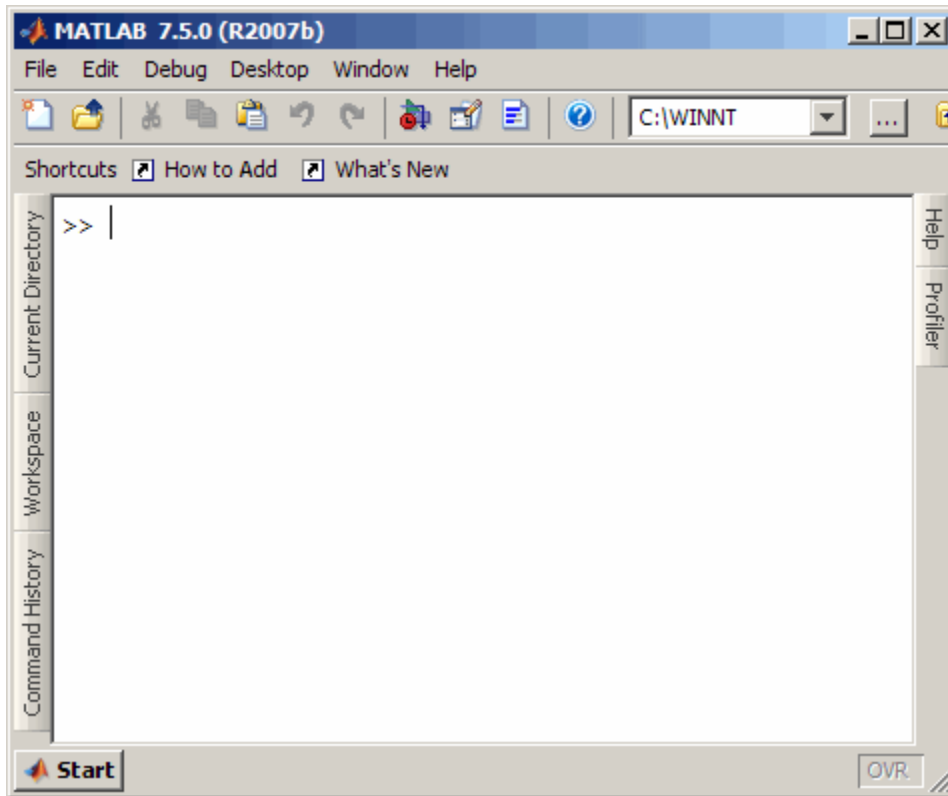 MATLAB 7.5.0 (R2007b)
File Edit Debug Desktop Window Help
C:\WINNT ...
Shortcuts How to Add What's New
>>
Current Directory
Workspace
Command History
Help
Profiler
Start OVR